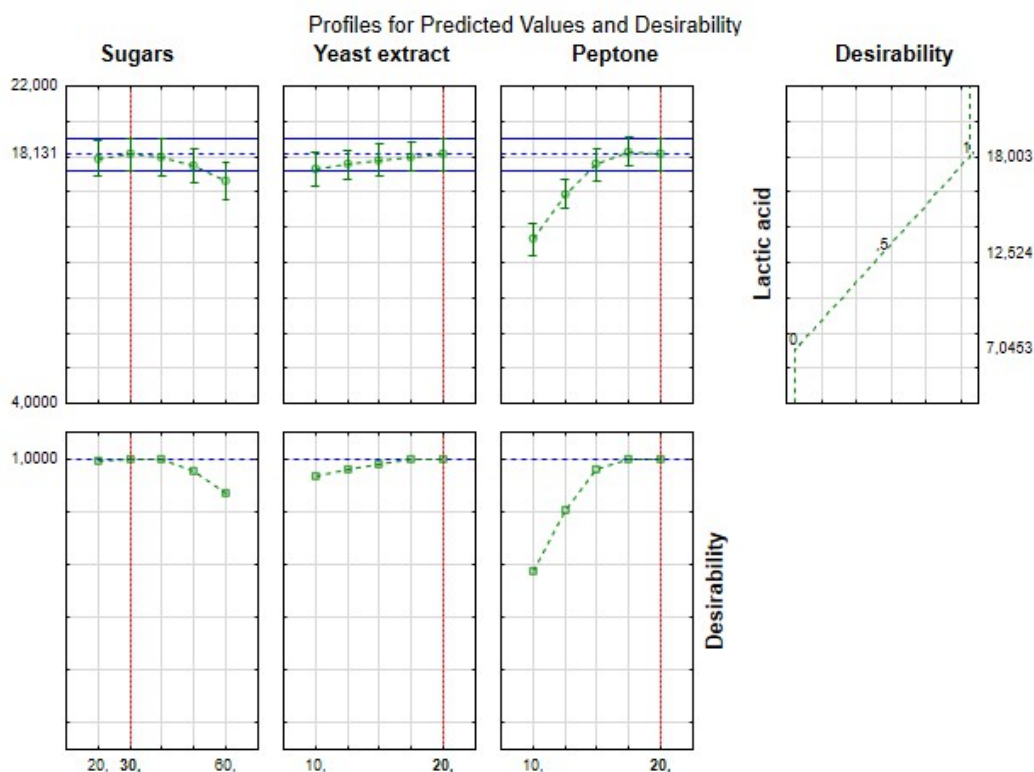 Profiles for Predicted Values and Desirability
Sugars Yeast extract Peptone Desirability
22,000
18,131
4,0000
1
18,003
,5
12,524
0
7,0453
Lactic acid
1,0000
Desirability
20, 30, 60, 10, 20, 10, 20,